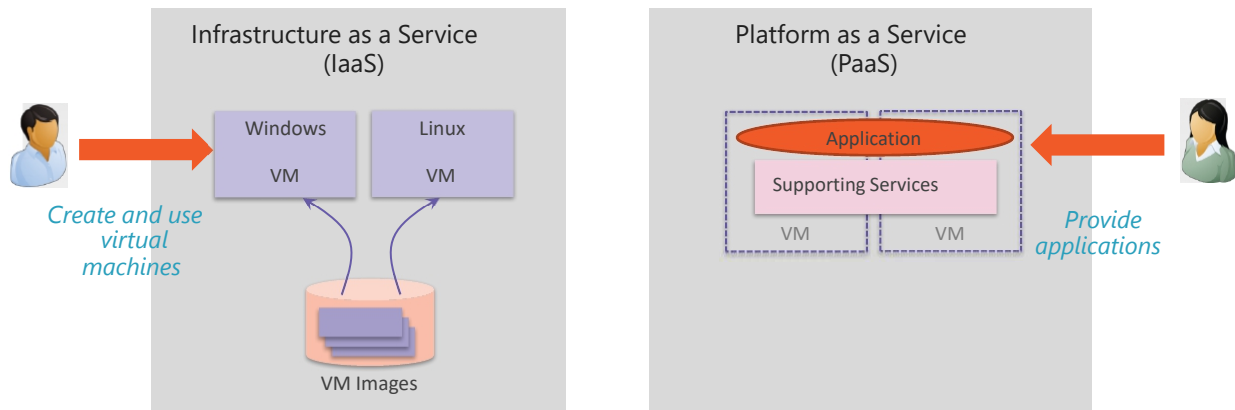 Infrastructure as a Service
(IaaS)
Windows
VM
Linux
VM
Create and use
virtual
machines
VM Images
Platform as a Service
(PaaS)
Application
Supporting Services
VM
VM
Provide
applications